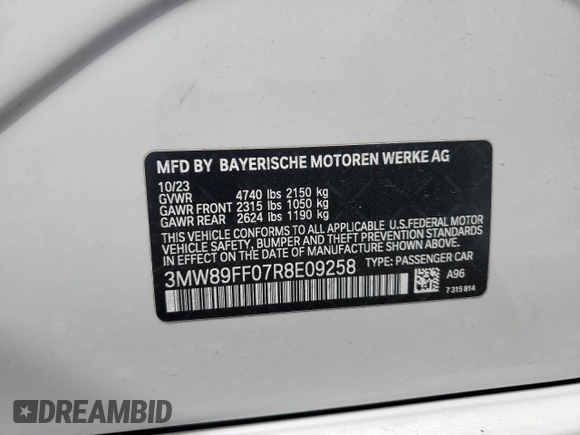 MFD BY BAYERISCHE MOTOREN WERKE AG
10/23
GVWR 4740 lbs 2150 kg
GAWR FRONT 2315 lbs 1050 kg
GAWR REAR 2624 lbs 1190 kg
THIS VEHICLE CONFORMS TO ALL APPLICABLE U.S.FEDERAL MOTOR
VEHICLE SAFETY, BUMPER, AND THEFT PREVENTION STANDARDS IN
EFFECT ON THE DATE OF MANUFACTURE SHOWN ABOVE.
3MW89FF07R8E09258 TYPE: PASSENGER CAR
A96
7 315 814
DREAMBID